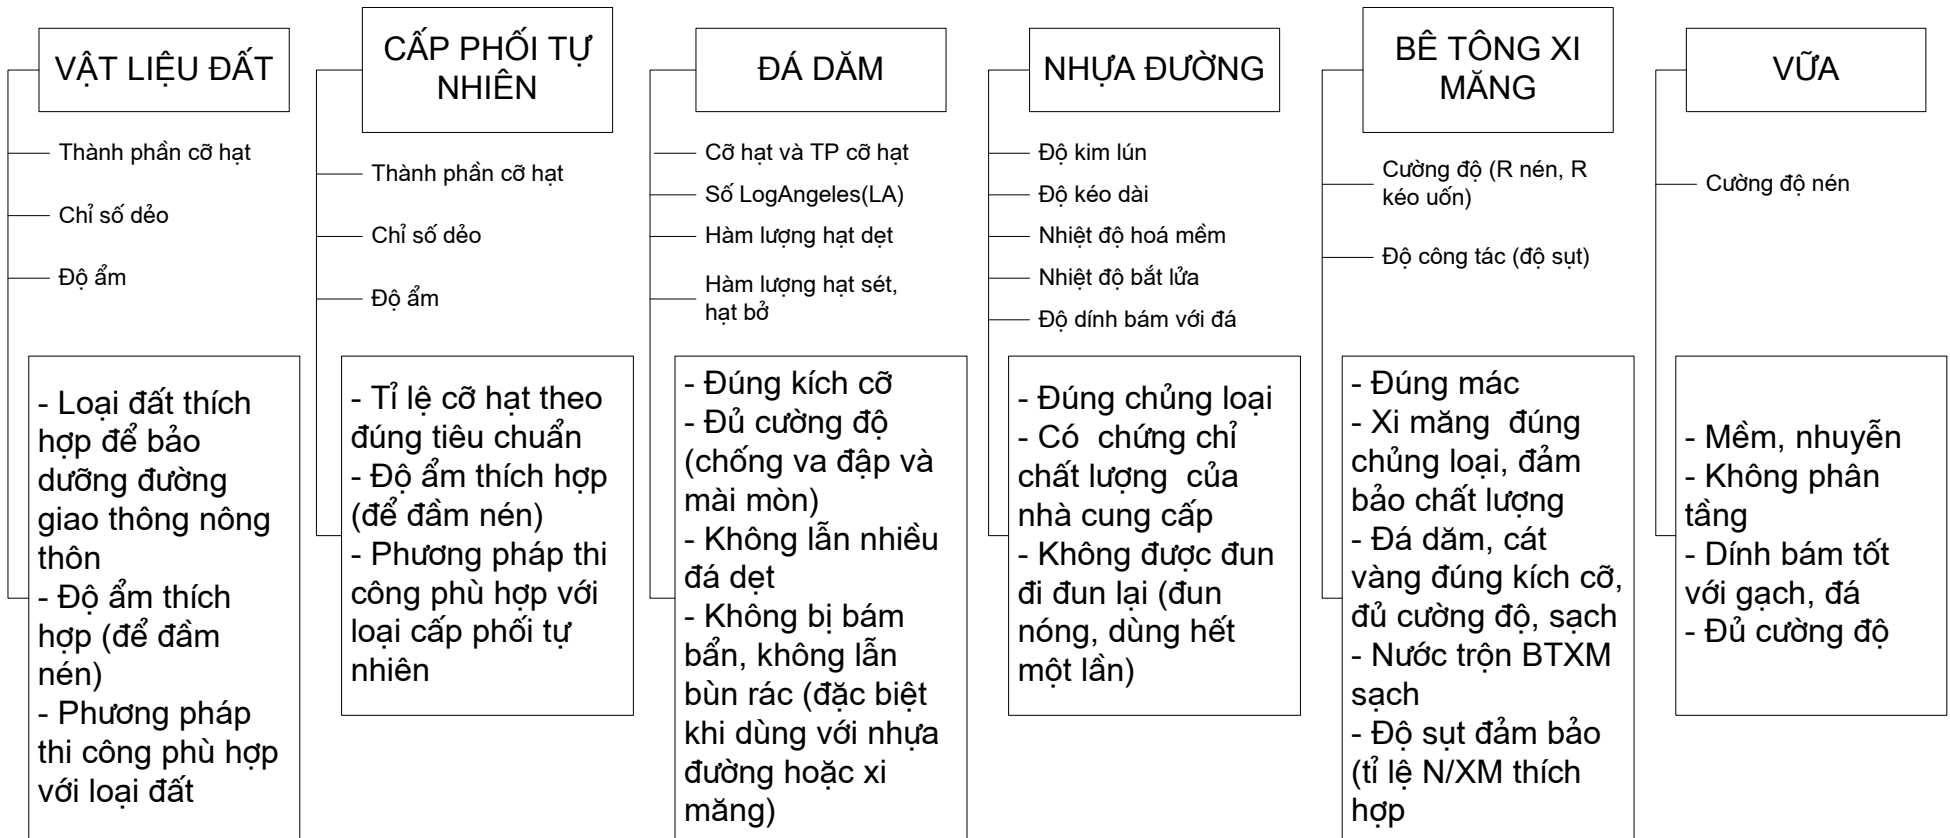 VẬT LIỆU ĐẤT
Thành phần cỡ hạt
Chỉ số dẻo
Độ ẩm
- Loại đất thích
hợp để bảo
dưỡng đường
giao thông nông
thôn
- Độ ẩm thích
hợp (để đầm
nén)
- Phương pháp
thi công phù hợp
với loại đất
CẤP PHỐI TỰ
NHIÊN
Thành phần cỡ hạt
Chỉ số dẻo
Độ ẩm
- Tỉ lệ cỡ hạt theo
đúng tiêu chuẩn
- Độ ẩm thích hợp
(để đầm nén)
- Phương pháp thi
công phù hợp với
loại cấp phối tự
nhiên
ĐÁ DĂM
Cỡ hạt và TP cỡ hạt
Số LogAngeles(LA)
Hàm lượng hạt dẹt
Hàm lượng hạt sét,
hạt bở
- Đúng kích cỡ
- Đủ cường độ
(chống va đập và
mài mòn)
- Không lẫn nhiều
đá dẹt
- Không bị bám
bẩn, không lẫn
bùn rác (đặc biệt
khi dùng với nhựa
đường hoặc xi
măng)
NHỰA ĐƯỜNG
Độ kim lún
Độ kéo dài
Nhiệt độ hoá mềm
Nhiệt độ bắt lửa
Độ dính bám với đá
- Đúng chủng loại
- Có chứng chỉ
chất lượng của
nhà cung cấp
- Không được đun
đi đun lại (đun
nóng, dùng hết
một lần)
BÊ TÔNG XI
MĂNG
Cường độ (R nén, R
kéo uốn)
Độ công tác (độ sụt)
- Đúng mác
- Xi măng đúng
chủng loại, đảm
bảo chất lượng
- Đá dăm, cát
vàng đúng kích cỡ,
đủ cường độ, sạch
- Nước trộn BTXM
sạch
- Độ sụt đảm bảo
(tỉ lệ N/XM thích
hợp
VỮA
Cường độ nén
- Mềm, nhuyễn
- Không phân
tầng
- Dính bám tốt
với gạch, đá
- Đủ cường độ